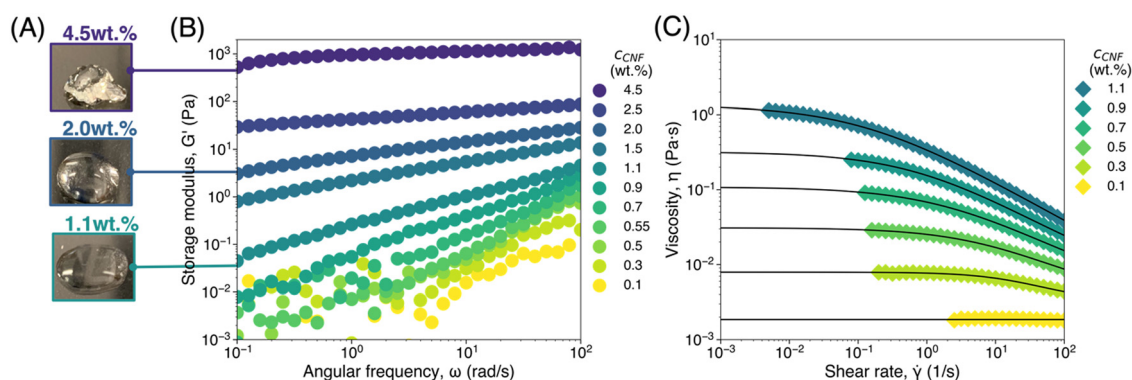 (A)
4.5wt.%
2.0wt.%
1.1wt.%
(B)
Storage modulus, G' (Pa)
10³
10²
10¹
10⁰
10⁻¹
10⁻²
10⁻³
10⁻¹ 10⁰ 10¹ 10²
Angular frequency, ω (rad/s)
cCNF
(wt.%)
4.5
2.5
2.0
1.5
1.1
0.9
0.7
0.55
0.5
0.3
0.1
(C)
Viscosity, η (Pa·s)
10¹
10⁰
10⁻¹
10⁻²
10⁻³
10⁻³ 10⁻² 10⁻¹ 10⁰ 10¹ 10²
Shear rate, γ̇ (1/s)
cCNF
(wt.%)
1.1
0.9
0.7
0.5
0.3
0.1